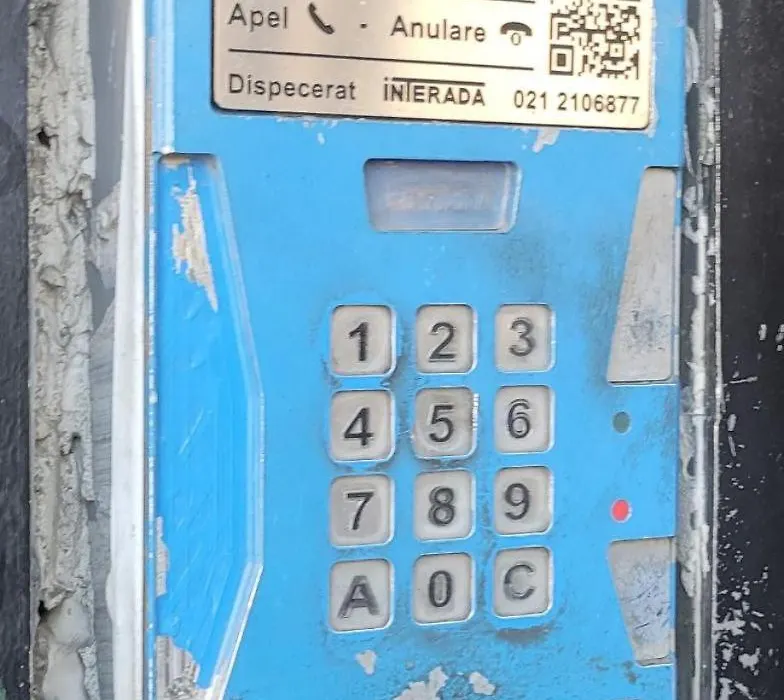 Apel - Anulare
Dispecerat iNTERADA 021 2106877
1 2 3
4 5 6
7 8 9
A 0 C